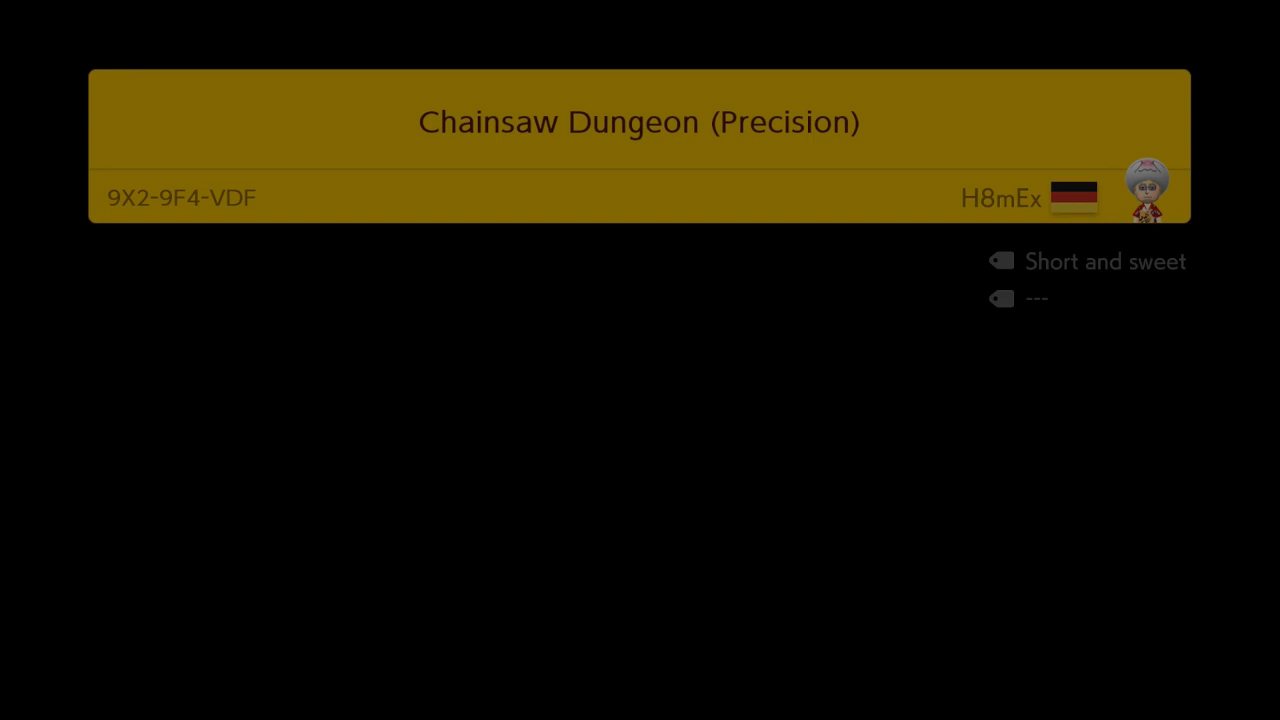 Chainsaw Dungeon (Precision)
9X2-9F4-VDF
H8mEx
Short and sweet
---